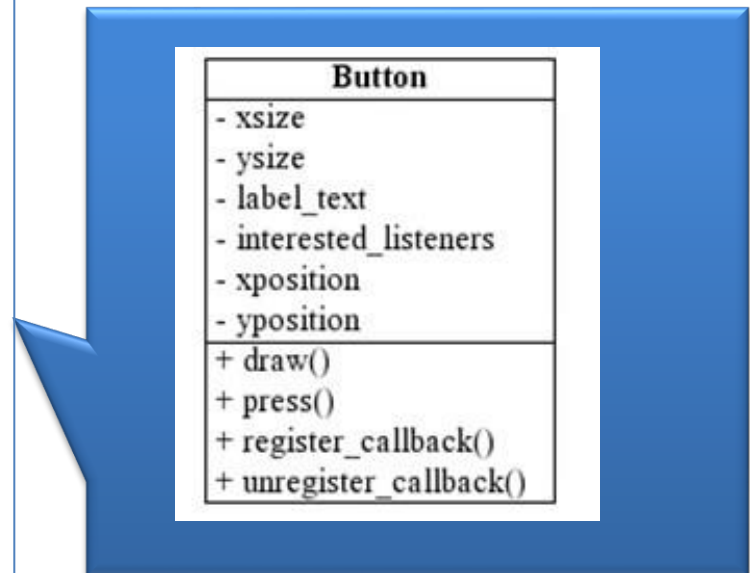 Button
- xsize
- ysize
- label_text
- interested_listeners
- xposition
- yposition
+ draw()
+ press()
+ register_callback()
+ unregister_callback()